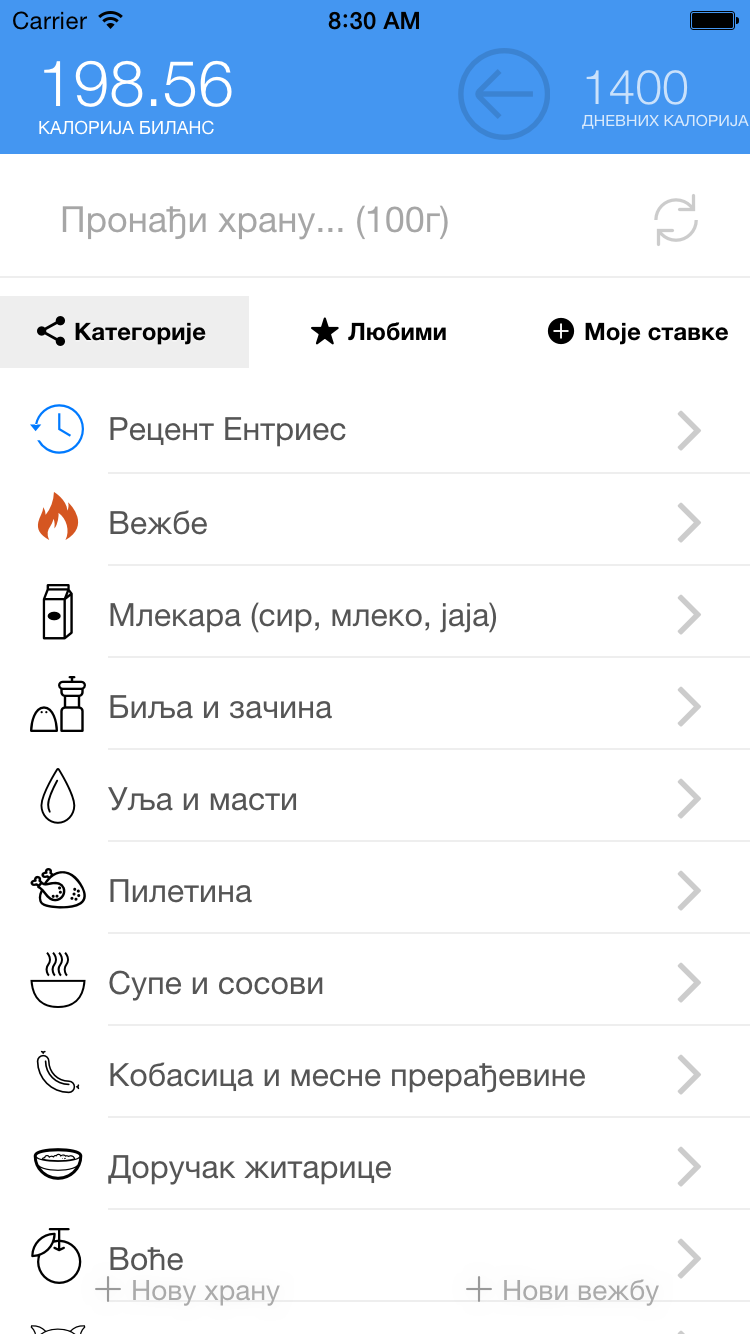 Carrier 8:30 AM
198.56
КАЛОРИЈА БИЛАНС
1400
ДНЕВНИХ КАЛОРИЈА
Пронађи храну... (100г)
Категорије
Љубими
Моје ставке
Рецент Ентриес
Вежбе
Млекара (сир, млеко, јаја)
Биља и зачина
Уља и масти
Пилетина
Супе и сосови
Кобасица и месне прерађевине
Доручак житарице
Воће
Нову храну
Нови вежбу